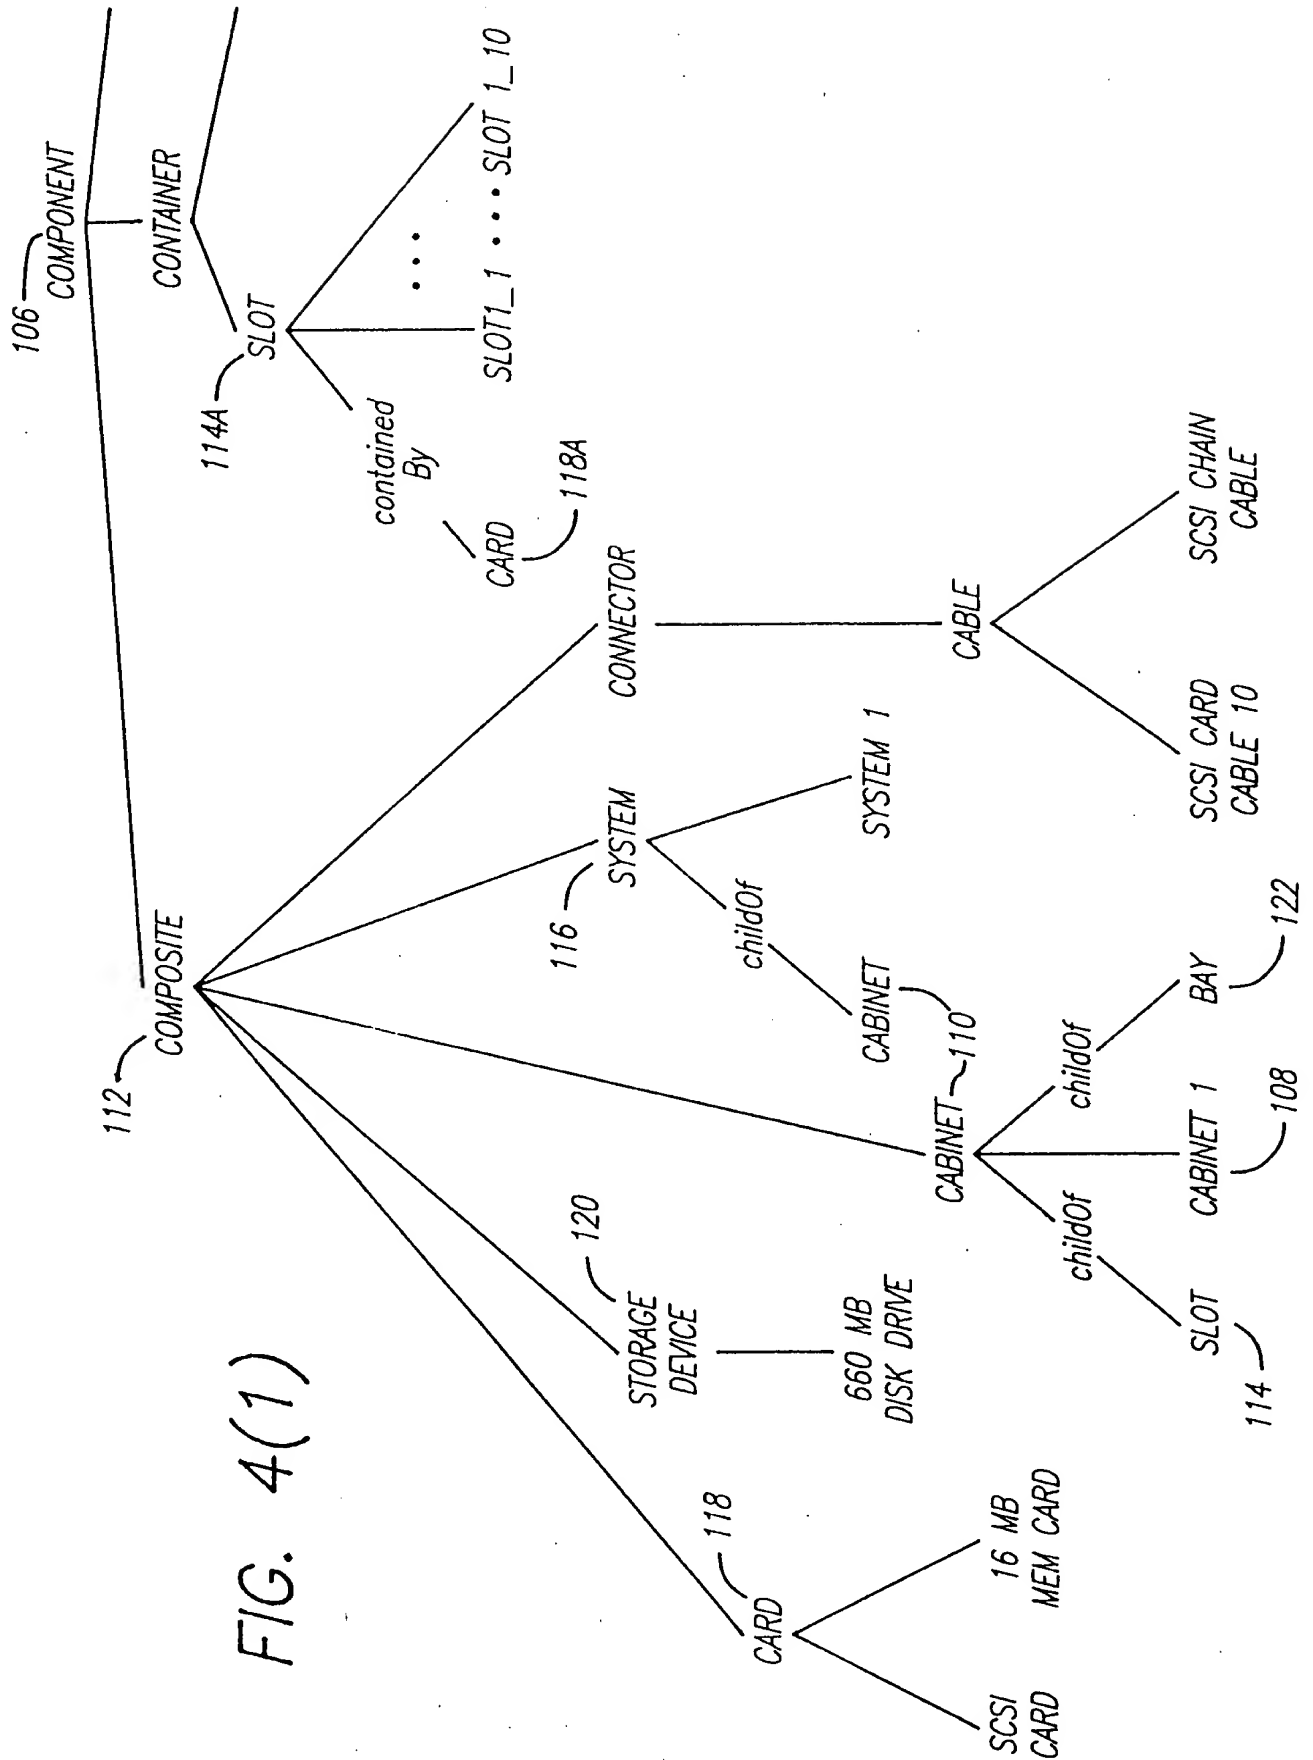 FIG. 4(1)
106
COMPONENT
112
COMPOSITE
CONTAINER
114A
SLOT
contained
By
CARD
118A
SLOT1_1
SLOT 1_10
118
CARD
SCSI
CARD
16 MB
MEM CARD
120
STORAGE
DEVICE
660 MB
DISK DRIVE
CABINET
110
childOf
SLOT
114
CABINET 1
108
childOf
BAY
122
116
SYSTEM
childOf
CABINET
SYSTEM 1
CONNECTOR
CABLE
SCSI CARD
CABLE 10
SCSI CHAIN
CABLE